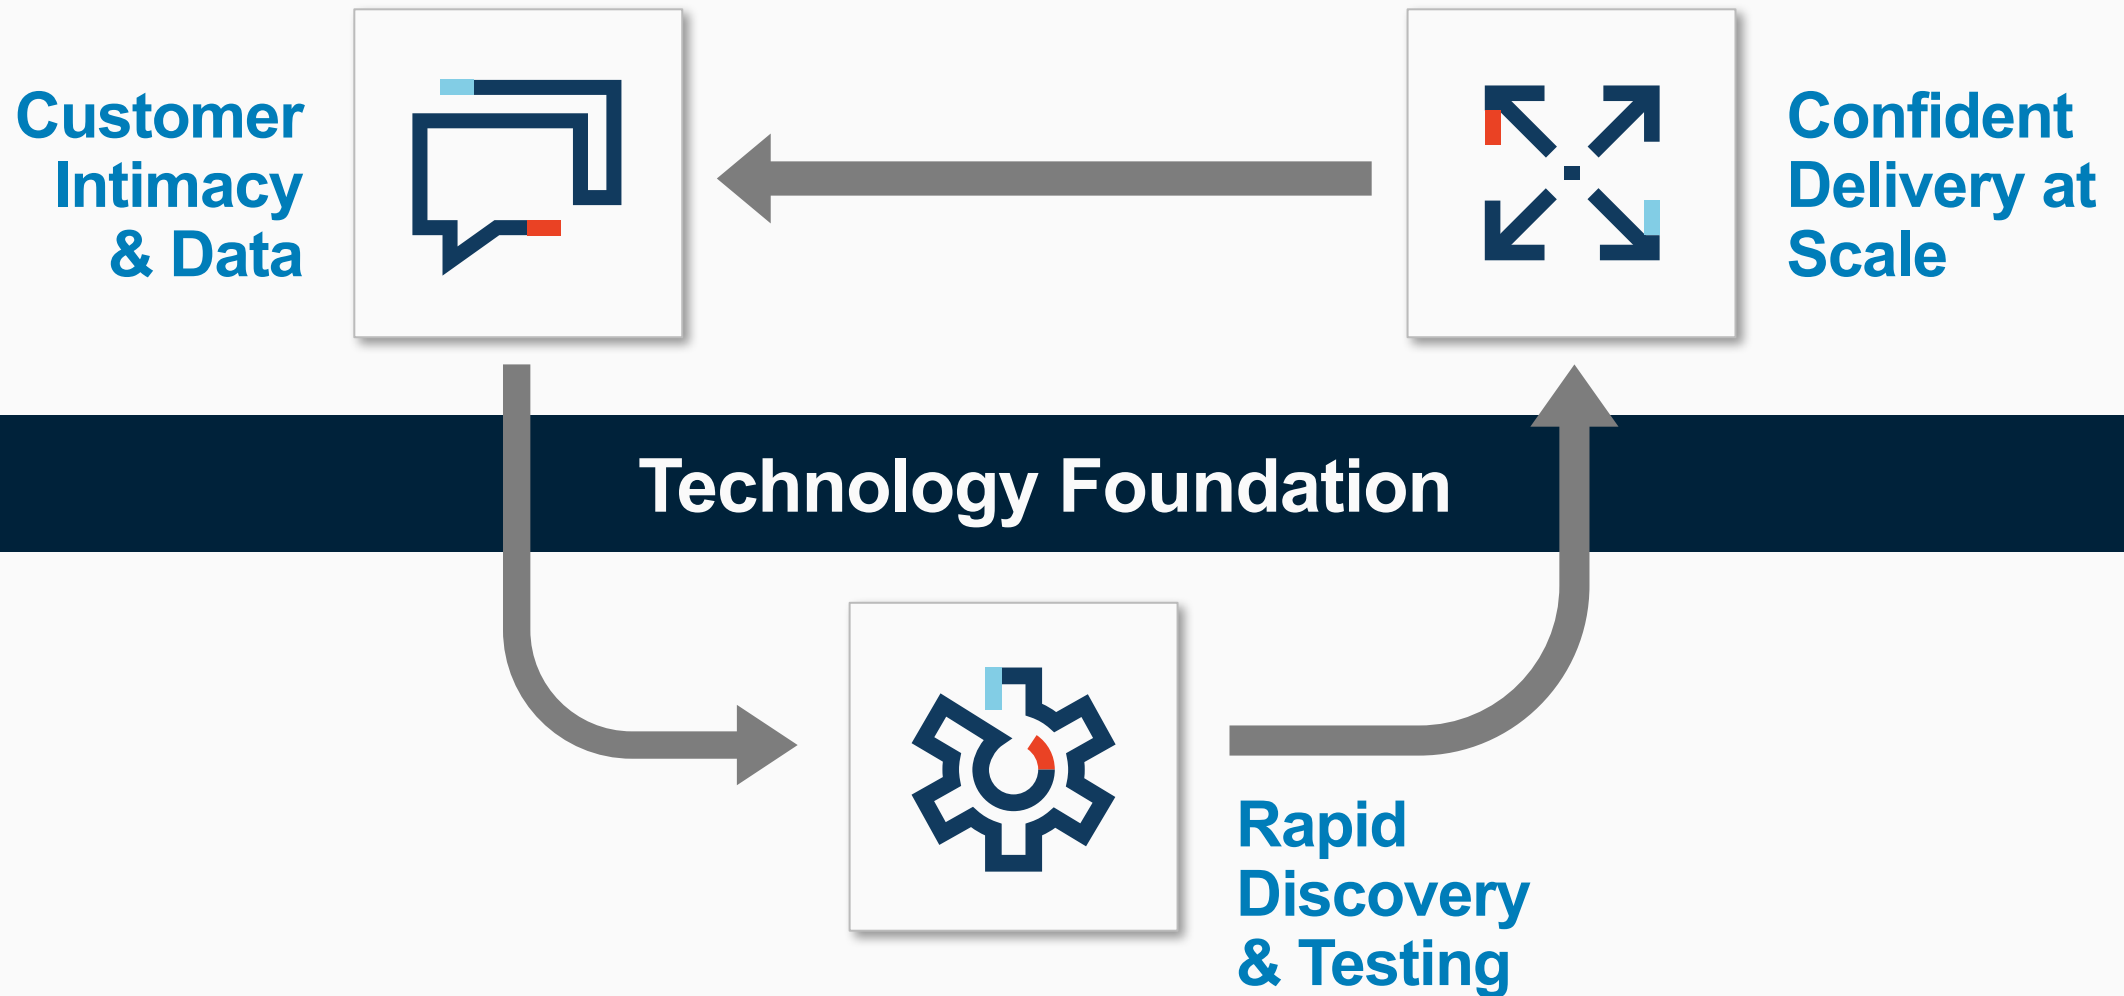 Customer
Intimacy
& Data
Confident
Delivery at
Scale
Technology Foundation
Rapid
Discovery
& Testing